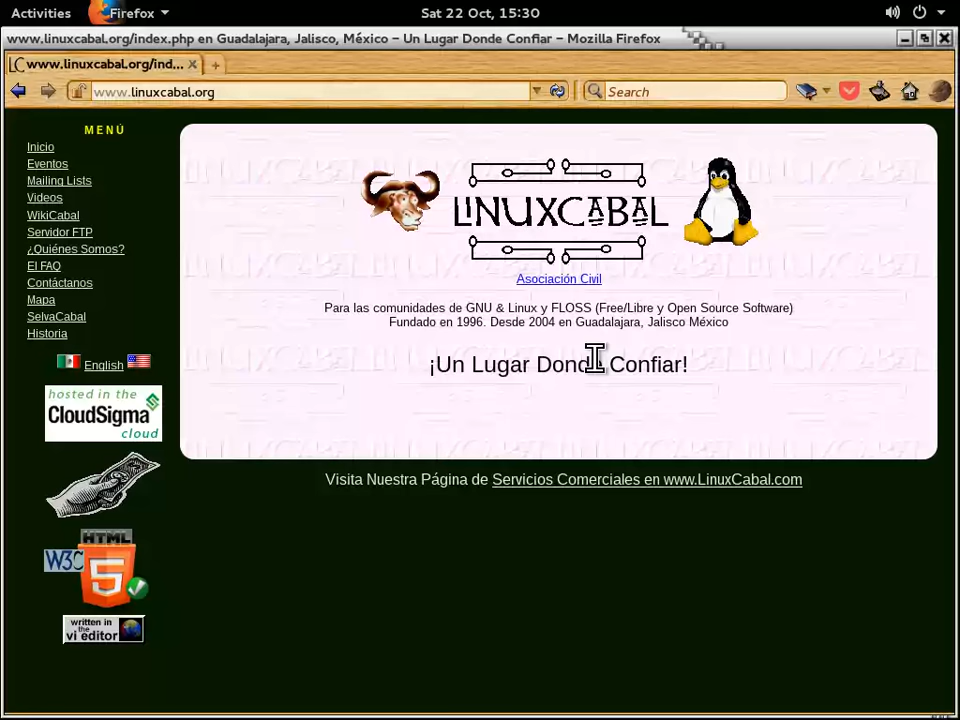 Activities
Firefox
Sat 22 Oct, 15:30
www.linuxcabal.org/index.php en Guadalajara, Jalisco, México – Un Lugar Donde Confiar – Mozilla Firefox
www.linuxcabal.org/ind...
www.linuxcabal.org
Search
MENÚ
Inicio
Eventos
Mailing Lists
Videos
WikiCabal
Servidor FTP
¿Quiénes Somos?
El FAQ
Contáctanos
Mapa
SelvaCabal
Historia
English
hosted in the
CloudSigma
cloud
HTML
W3C
5
written in
the
vi editor
LINUXCABAL
Asociación Civil
Para las comunidades de GNU & Linux y FLOSS (Free/Libre y Open Source Software)
Fundado en 1996. Desde 2004 en Guadalajara, Jalisco México
¡Un Lugar Donde Confiar!
Visita Nuestra Página de Servicios Comerciales en www.LinuxCabal.com